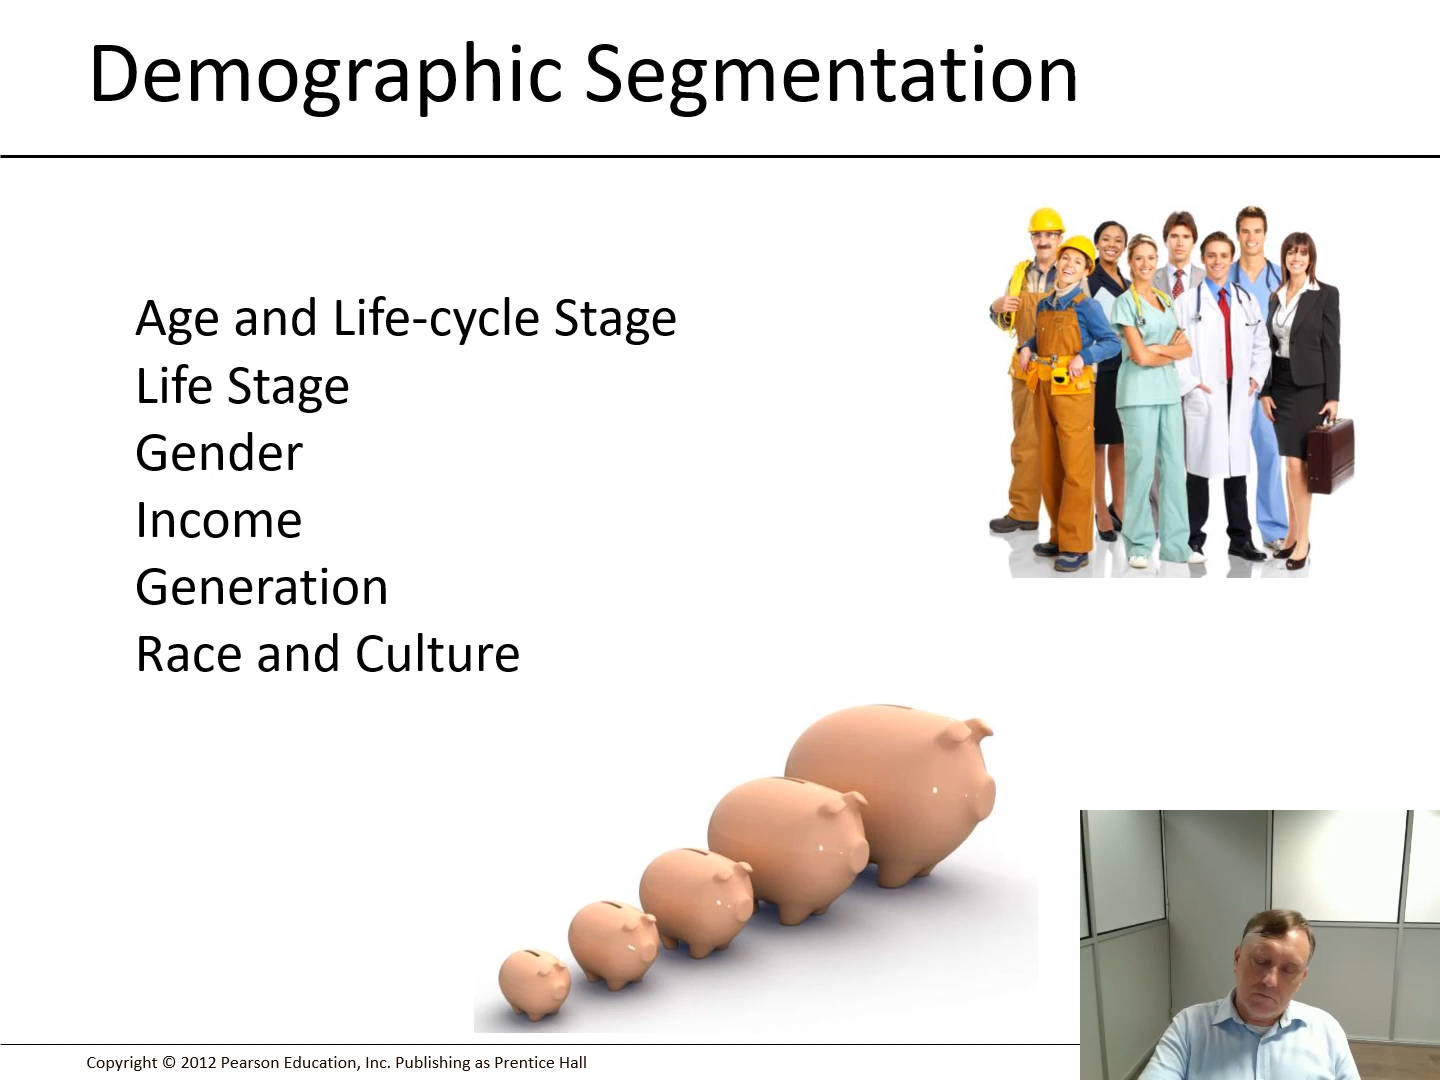 Demographic Segmentation
Age and Life-cycle Stage
Life Stage
Gender
Income
Generation
Race and Culture
Copyright © 2012 Pearson Education, Inc. Publishing as Prentice Hall